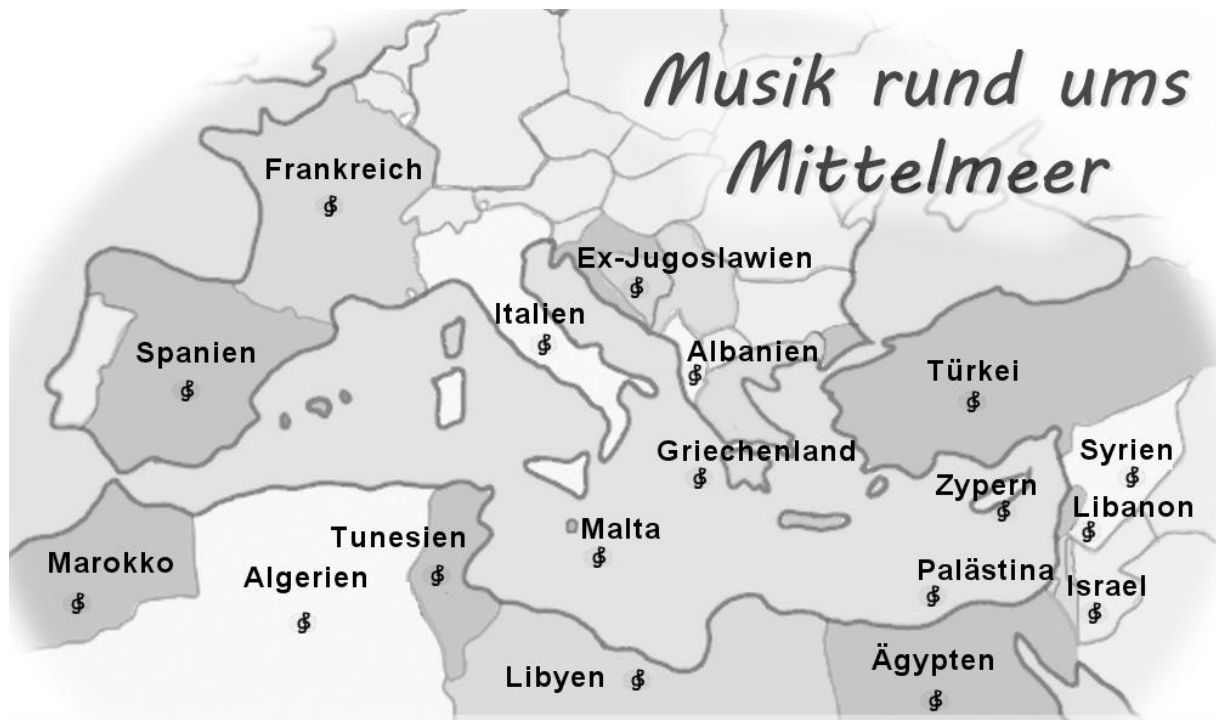 Musik rund ums
Mittelmeer
Frankreich
Ex-Jugoslawien
Italien
Spanien
Albanien
Türkei
Griechenland
Syrien
Zypern
Libanon
Malta
Tunesien
Marokko
Algerien
Palästina
Israel
Libyen
Ägypten